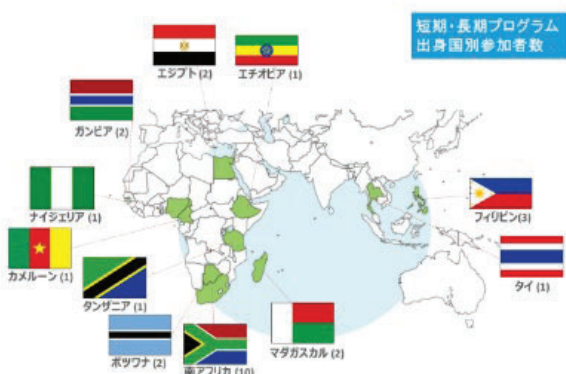 短期・長期プログラム
出身国別参加者数
エジプト (2)
エチオピア (1)
ガンビア (2)
ナイジェリア (1)
カメルーン (1)
タンザニア (1)
ボツワナ (2)
南アフリカ (10)
マダガスカル (2)
フィリピン(3)
タイ (1)